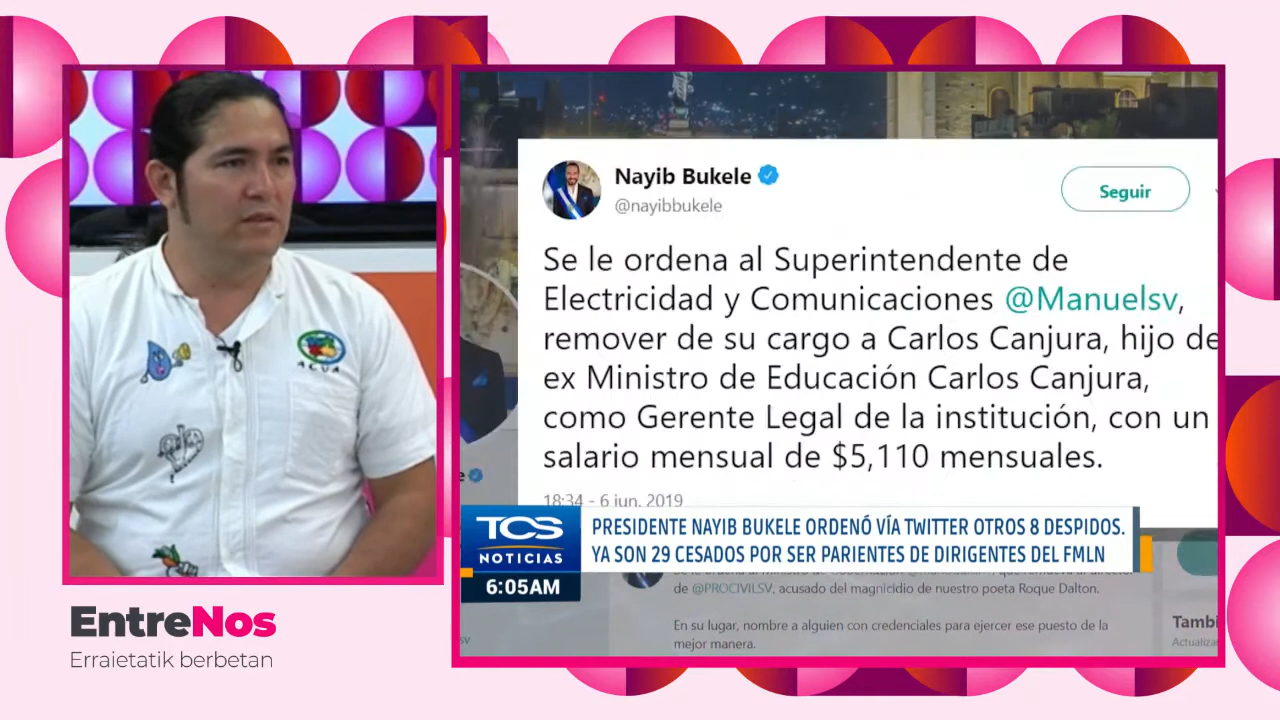 ACUA
EntreNos
Erraietatik berbetan
Nayib Bukele
@nayibbukele
Seguir
Se le ordena al Superintendente de
Electricidad y Comunicaciones @Manuelsv,
remover de su cargo a Carlos Canjura, hijo de
ex Ministro de Educación Carlos Canjura,
como Gerente Legal de la institución, con un
salario mensual de $5,110 mensuales.
18:34 - 6 jun. 2019
TCS
NOTICIAS
6:05AM
PRESIDENTE NAYIB BUKELE ORDENÓ VÍA TWITTER OTROS 8 DESPIDOS.
YA SON 29 CESADOS POR SER PARIENTES DE DIRIGENTES DEL FMLN
de @PROCIVILSV, acusado del magnicidio de nuestro poeta Roque Dalton.
En su lugar, nombre a alguien con credenciales para ejercer ese puesto de la
mejor manera.
Tambi
Actualiza